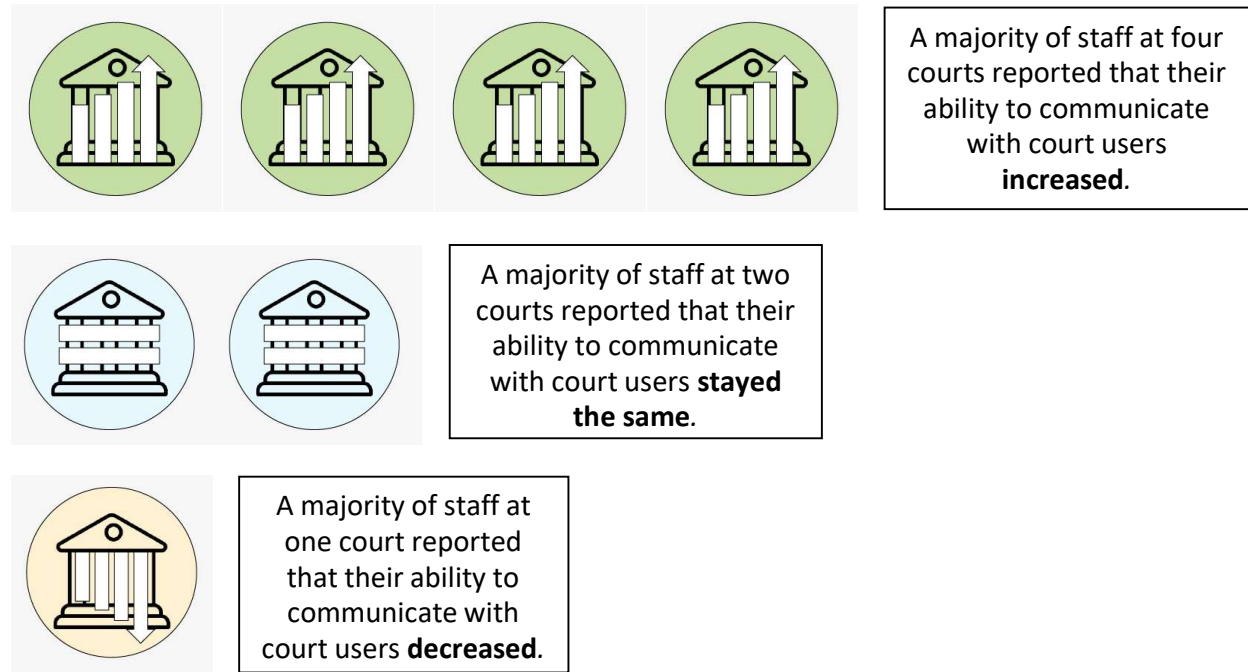 A majority of staff at four
courts reported that their
ability to communicate
with court users
increased.
A majority of staff at two
courts reported that their
ability to communicate
with court users stayed
the same.
A majority of staff at
one court reported
that their ability to
communicate with
court users decreased.